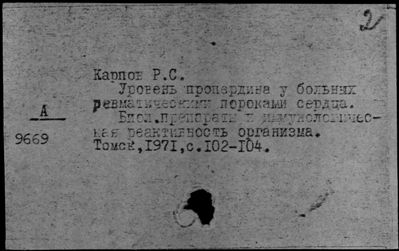 2
Карпов Р.С.
Уровень пропердина у больных
ревматическими пороками сердца.
А
Биол.препараты и иммунологичес-
9669
кая реактивность организма.
Томск,1971,с.102-104.